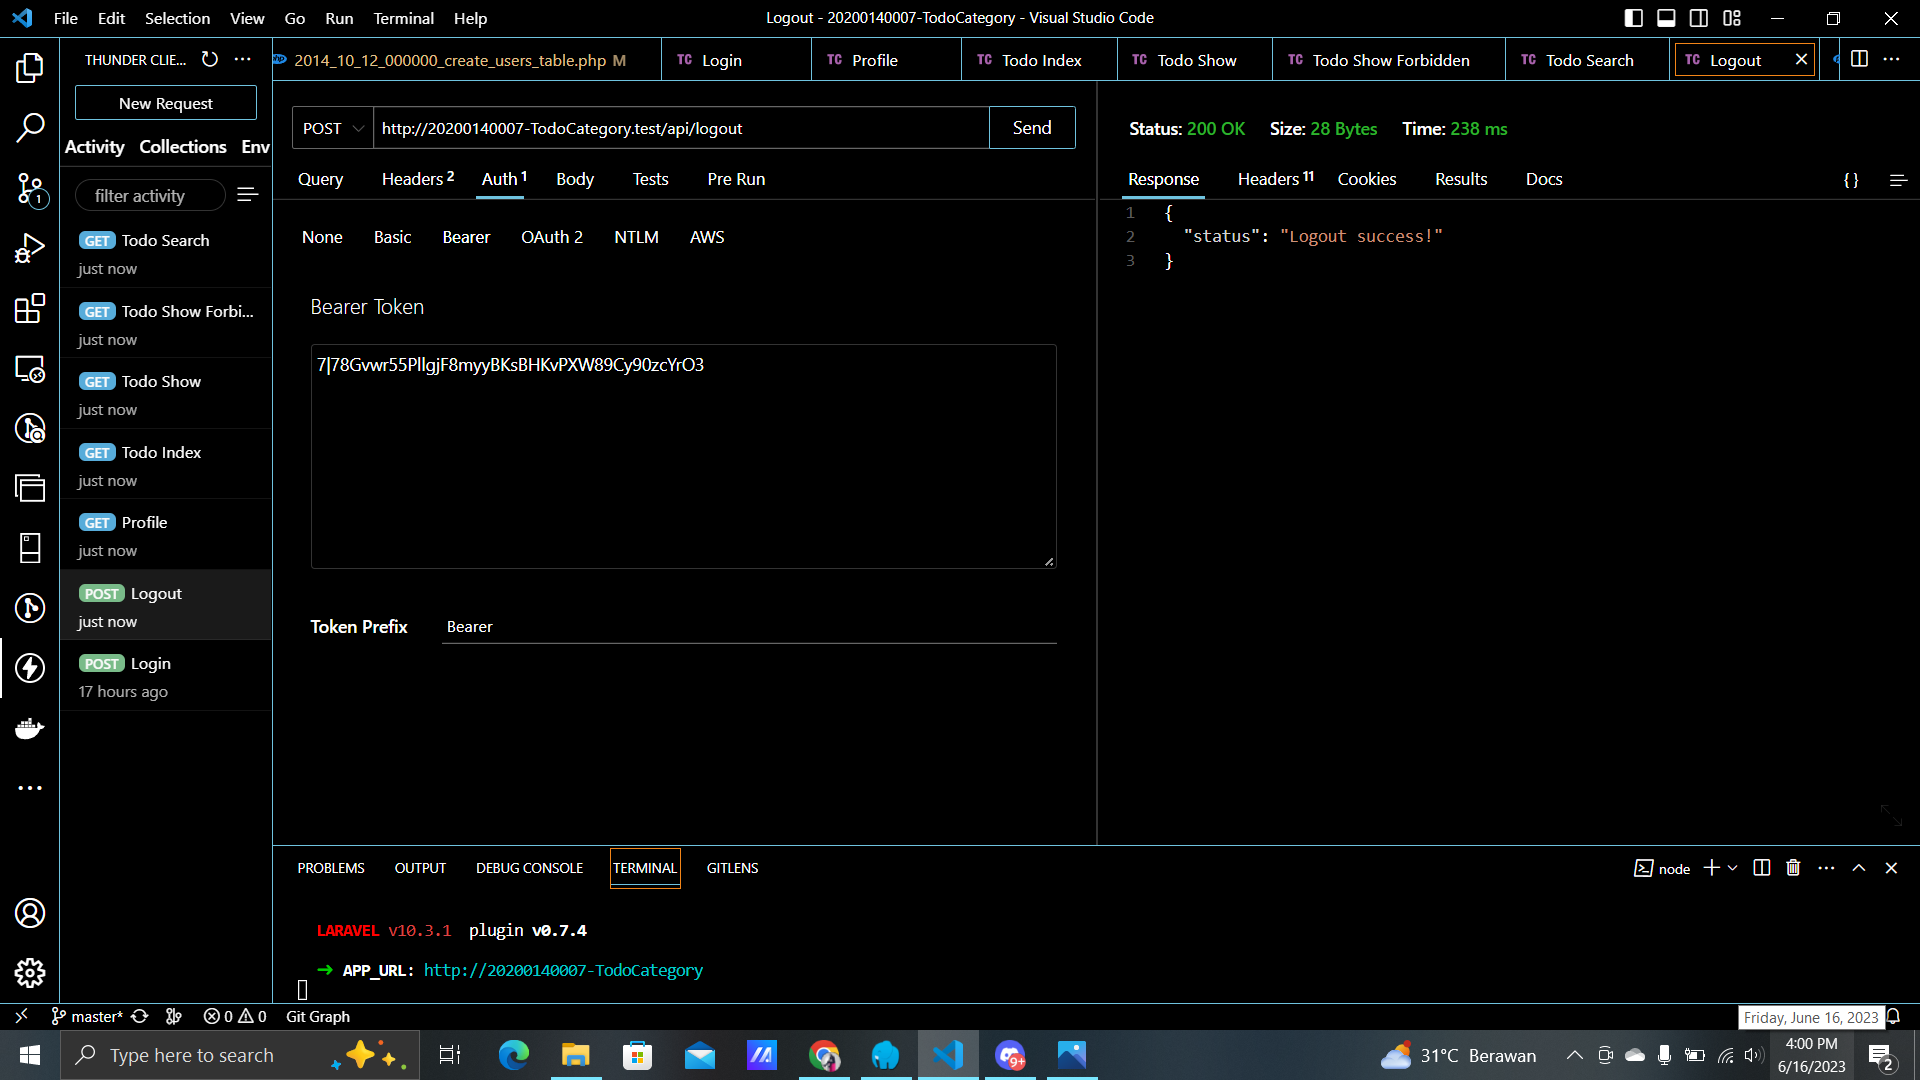 File Edit Selection View Go Run Terminal Help
Logout - 20200140007-TodoCategory - Visual Studio Code
THUNDER CLIE...
2014_10_12_000000_create_users_table.php M
TC Login
TC Profile
TC Todo Index
TC Todo Show
TC Todo Show Forbidden
TC Todo Search
TC Logout
New Request
Activity Collections Env
filter activity
GET Todo Search
just now
GET Todo Show Forbi...
just now
GET Todo Show
just now
GET Todo Index
just now
GET Profile
just now
POST Logout
just now
POST Login
17 hours ago
1
POST http://20200140007-TodoCategory.test/api/logout Send
Query Headers 2 Auth 1 Body Tests Pre Run
None Basic Bearer OAuth 2 NTLM AWS
Bearer Token
7|78Gvwr55PllgjF8myyBKsBHKvPXW89Cy90zcYrO3
Token Prefix Bearer
Status: 200 OK Size: 28 Bytes Time: 238 ms
Response Headers 11 Cookies Results Docs
{ }
1 {
2 "status": "Logout success!"
3 }
PROBLEMS OUTPUT DEBUG CONSOLE TERMINAL GITLENS
node
LARAVEL v10.3.1 plugin v0.7.4
➜ APP_URL: http://20200140007-TodoCategory
master* 0 0 Git Graph
Friday, June 16, 2023
Type here to search
9+
31°C Berawan
4:00 PM
6/16/2023
2